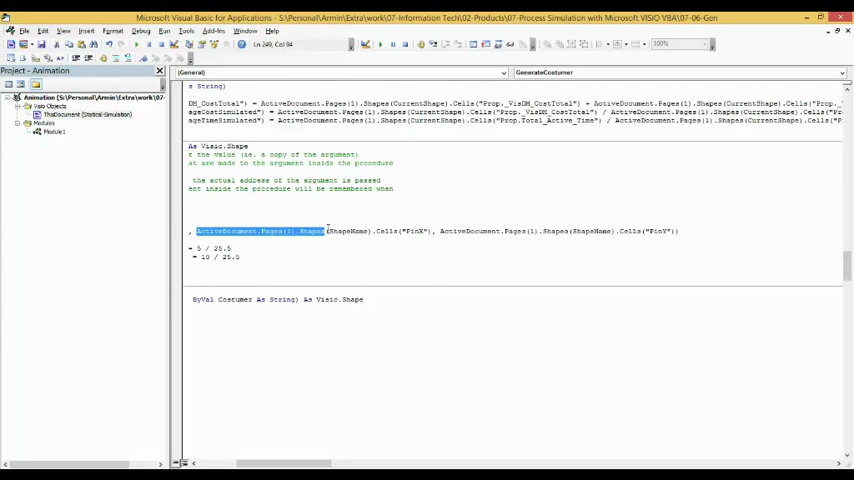 Microsoft Visual Basic for Applications - S:\Personal\Armin\Extra\work\07-Information Tech\02-Products\07-Process Simulation with Microsoft VISIO VBA\07-06-Gen
File Edit View Insert Format Debug Run Tools Add-Ins Window Help
Ln 249, Col 94
100%
Project - Animation
(General)
GenerateCostumer
Animation (S:\Personal\Armin\Extra\work\07-
Visio Objects
ThisDocument (Statical-Simulation)
Modules
Module1
s String)
DM_CostTotal") = ActiveDocument.Pages(1).Shapes(CurrentShape).Cells("Prop._VisDM_CostTotal") + ActiveDocument.Pages(1).Shapes(CurrentShape).Cells("Prop._
ageCostSimulated") = ActiveDocument.Pages(1).Shapes(CurrentShape).Cells("Prop._VisDM_CostTotal") / ActiveDocument.Pages(1).Shapes(CurrentShape).Cells("Prop._V
ageTimeSimulated") = ActiveDocument.Pages(1).Shapes(CurrentShape).Cells("Prop.Total_Active_Time") / ActiveDocument.Pages(1).Shapes(CurrentShape).Cells("Prop.
As Visio.Shape
t the value (ie. a copy of the argument)
at are made to the argument inside the procedure
the actual address of the argument is passed
ent inside the procedure will be remembered when
, ActiveDocument.Pages(1).Shapes(ShapeName).Cells("PinX"), ActiveDocument.Pages(1).Shapes(ShapeName).Cells("PinY"))
= 5 / 25.5
= 10 / 25.5
ByVal Costumer As String) As Visio.Shape